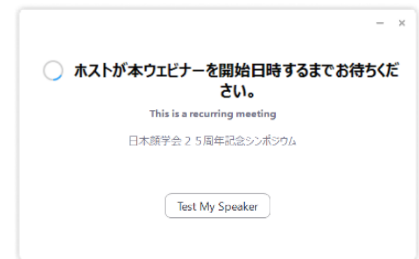 ホストが本ウェビナーを開始日時するまでお待ちくだ
さい。
This is a recurring meeting
日本顔学会２５周年記念シンポジウム
Test My Speaker